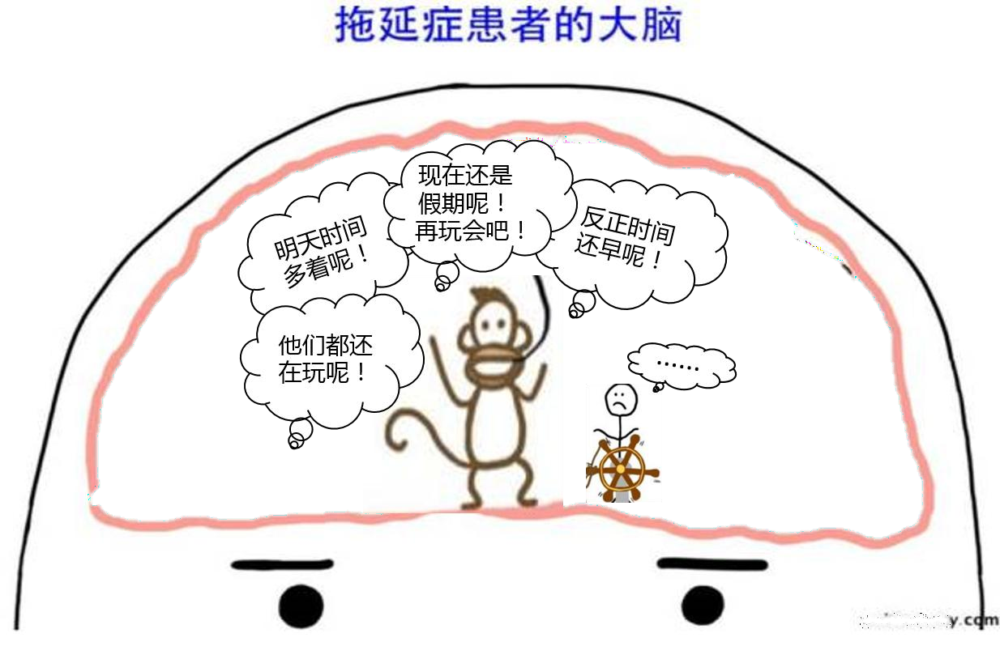 拖延症患者的大脑
现在还是
假期呢！
再玩会吧！
明天时间
多着呢！
反正时间
还早呢！
他们都还
在玩呢！
······
y.com